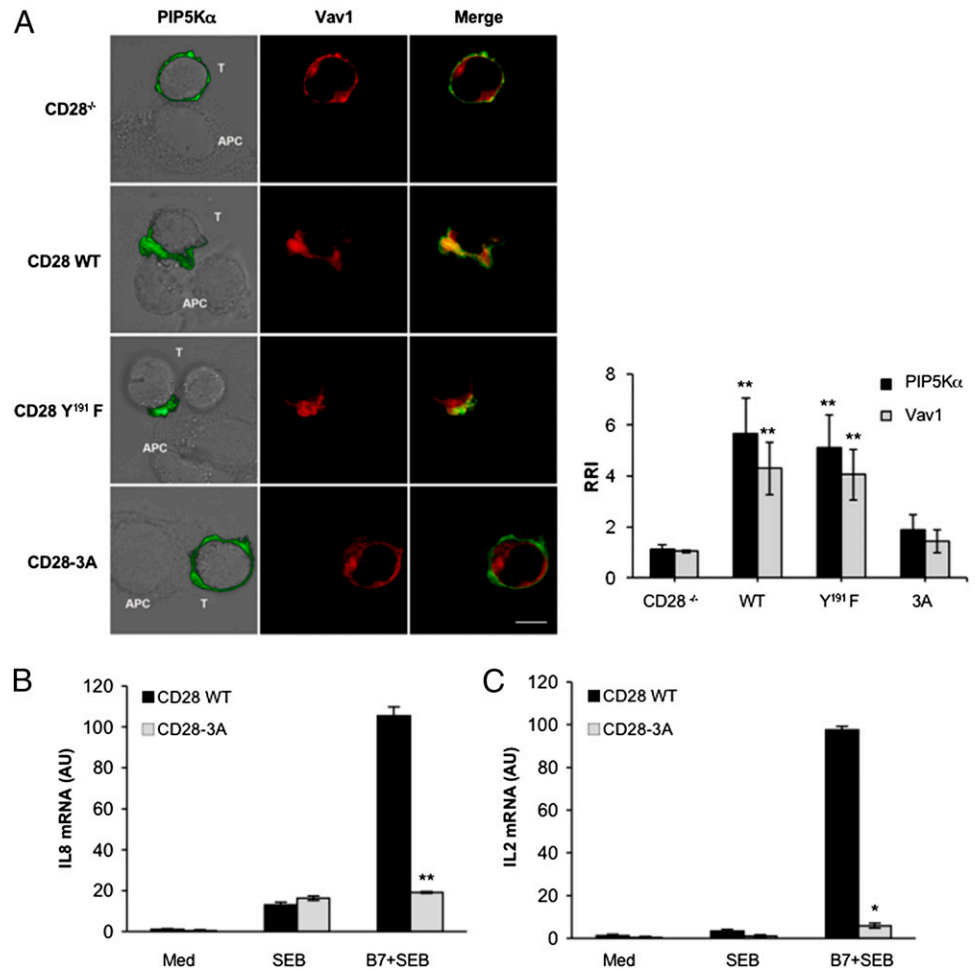 A
PIP5Kα Vav1 Merge
CD28-/-
T
APC
CD28 WT
T
APC
CD28 Y191 F
T
APC
CD28-3A
APC
T
RRI
8
6
4
2
0
** ** ** **
PIP5Kα
Vav1
CD28 -/- WT Y191 F 3A
B
IL8 mRNA (AU)
120
100
80
60
40
20
0
CD28 WT
CD28-3A
**
Med SEB B7+SEB
C
IL2 mRNA (AU)
120
100
80
60
40
20
0
CD28 WT
CD28-3A
*
Med SEB B7+SEB